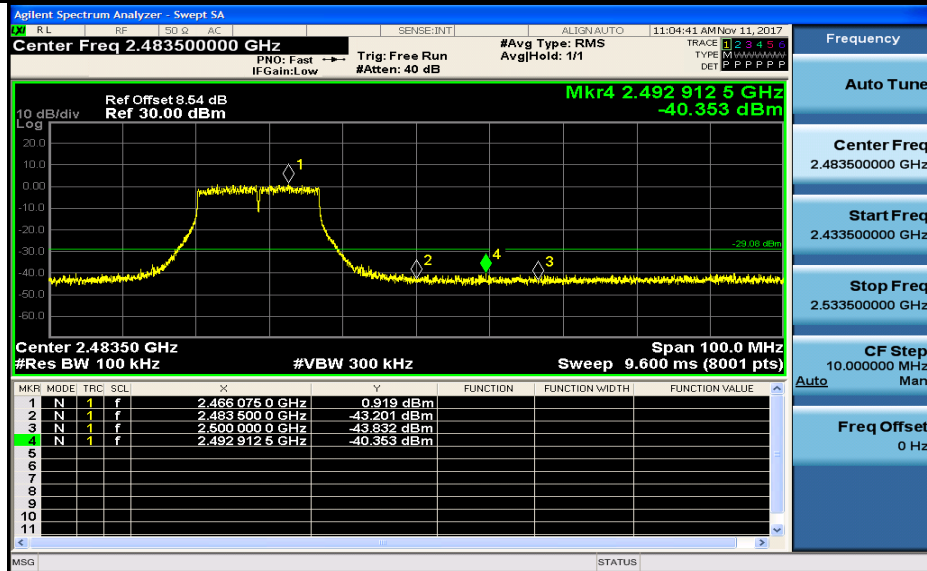 Agilent Spectrum Analyzer - Swept SA
LXI RL RF 50 Ω AC SENSE:INT ALIGN AUTO 11:04:41 AM Nov 11, 2017
Center Freq 2.483500000 GHz
PNO: Fast
IFGain:Low
Trig: Free Run
#Atten: 40 dB
#Avg Type: RMS
Avg|Hold: 1/1
TRACE 1 2 3 4 5 6
TYPE MWWWWW
DET P P P P P P
Ref Offset 8.54 dB
10 dB/div Ref 30.00 dBm
Log
Mkr4 2.492 912 5 GHz
-40.353 dBm
20.0
10.0
0.00
-10.0
-20.0
-30.0
-40.0
-50.0
-60.0
1
2
4
3
-29.08 dBm
Center 2.48350 GHz Span 100.0 MHz
#Res BW 100 kHz #VBW 300 kHz Sweep 9.600 ms (8001 pts)
MKR MODE TRC SCL X Y FUNCTION FUNCTION WIDTH FUNCTION VALUE
1 N 1 f 2.466 075 0 GHz 0.919 dBm
2 N 1 f 2.483 500 0 GHz -43.201 dBm
3 N 1 f 2.500 000 0 GHz -43.832 dBm
4 N 1 f 2.492 912 5 GHz -40.353 dBm
5
6
7
8
9
10
11
MSG STATUS
Frequency
Auto Tune
Center Freq
2.483500000 GHz
Start Freq
2.433500000 GHz
Stop Freq
2.533500000 GHz
CF Step
10.000000 MHz
Auto Man
Freq Offset
0 Hz